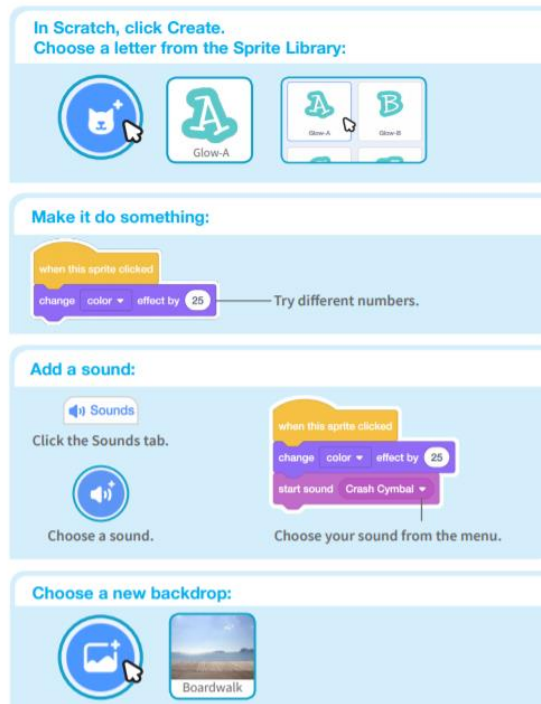 In Scratch, click Create.
Choose a letter from the Sprite Library:
A
Glow-A
A
Glow-A
B
Glow-B
Make it do something:
when this sprite clicked
change color effect by 25
Try different numbers.
Add a sound:
Sounds
Click the Sounds tab.
Choose a sound.
when this sprite clicked
change color effect by 25
start sound Crash Cymbal
Choose your sound from the menu.
Choose a new backdrop:
Boardwalk